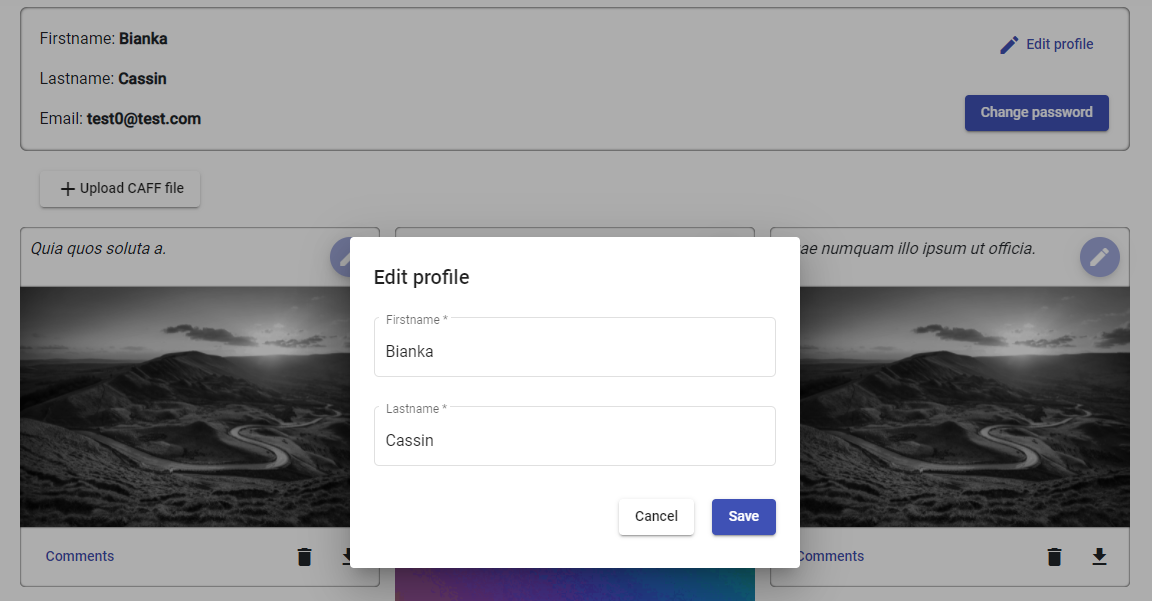 Firstname: Bianka
Edit profile
Lastname: Cassin
Email: test0@test.com
Change password
Upload CAFF file
Quia quos soluta a.
numquam illo ipsum ut officia.
Edit profile
Firstname *
Bianka
Lastname *
Cassin
Cancel
Save
Comments
Comments